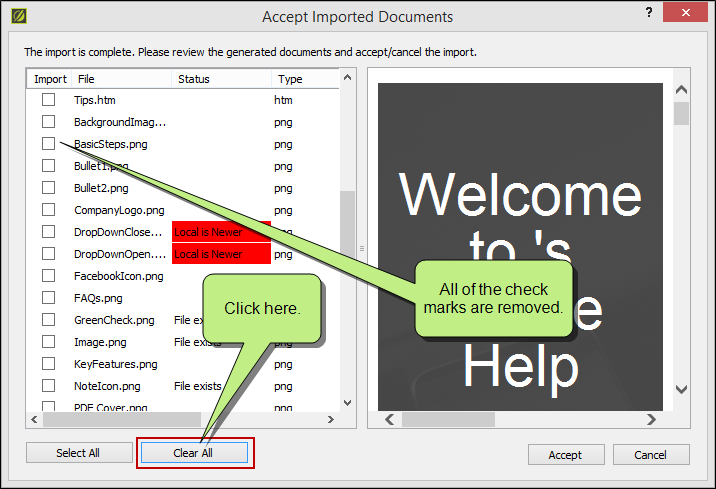 Accept Imported Documents
?
The import is complete. Please review the generated documents and accept/cancel the import.
Import File Status Type
Tips.htm htm
BackgroundImag... png
BasicSteps.png png
Bullet1.png png
Bullet2.png png
CompanyLogo.png png
DropDownClose... Local is Newer png
DropDownOpen.... Local is Newer png
FacebookIcon.png png
FAQs.png
GreenCheck.png File ex
Image.png File exists png
KeyFeatures.png png
NoteIcon.png File exists png
PDF Cover.png png
Welcome
to 's
e
Help
Click here.
All of the check
marks are removed.
Select All Clear All Accept Cancel